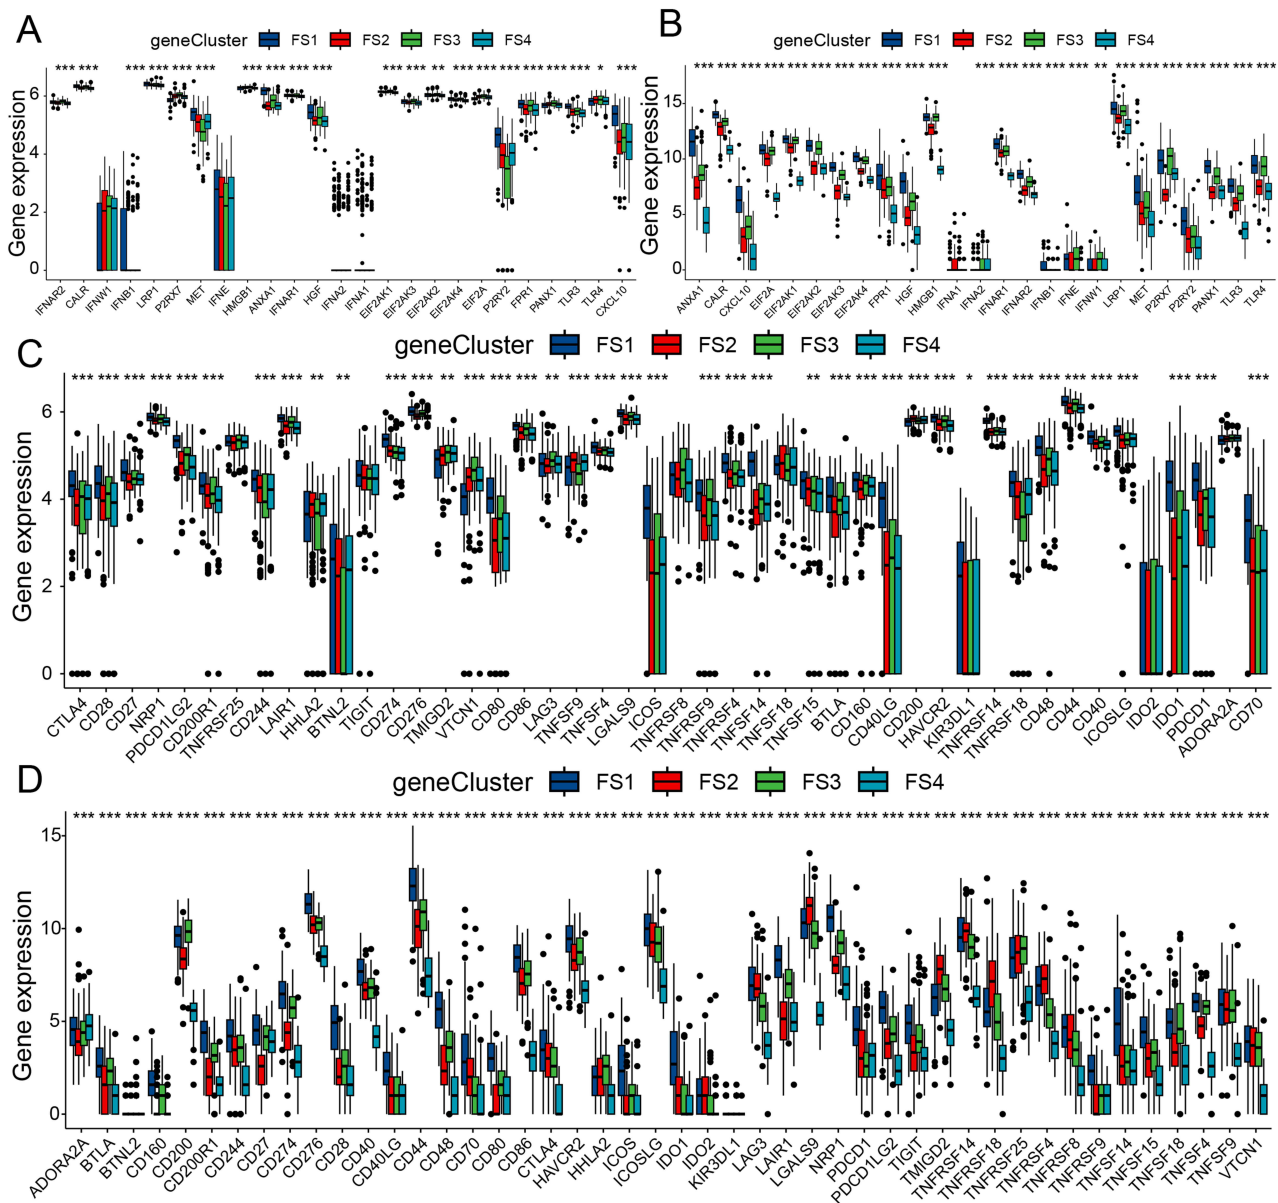 A
geneCluster FS1 FS2 FS3 FS4
*** *** *** *** *** *** *** *** *** *** *** *** ** *** *** *** *** *** *** * ***
Gene expression
6
4
2
0
IFNAR2 CALR IFNW1 IFNB1 LRP1 P2RX7 MET IFNE HMGB1 ANXA1 IFNAR1 HGF IFNA2 IFNA1 EIF2AK1 EIF2AK3 EIF2AK2 EIF2AK4 EIF2A P2RY2 FPR1 PANX1 TLR3 TLR4 CXCL10
B
geneCluster FS1 FS2 FS3 FS4
*** *** *** *** *** *** *** *** *** *** *** *** *** *** *** ** *** *** *** *** *** *** ***
Gene expression
15
10
5
0
ANXA1 CALR CXCL10 EIF2A EIF2AK1 EIF2AK2 EIF2AK3 EIF2AK4 FPR1 HGF HMGB1 IFNA1 IFNA2 IFNAR1 IFNAR2 IFNB1 IFNE IFNW1 LRP1 MET P2RX7 P2RY2 PANX1 TLR3 TLR4
C
geneCluster FS1 FS2 FS3 FS4
*** *** *** *** *** *** *** *** ** ** *** *** ** *** *** ** *** *** *** *** *** *** *** ** *** *** *** *** * *** *** *** *** *** *** *** *** ***
Gene expression
6
4
2
0
CTLA4 CD28 CD27 NRP1 PDCD1LG2 CD200R1 TNFRSF25 CD244 LAIR1 HHLA2 BTNL2 TIGIT CD274 CD276 TMIGD2 VTCN1 CD80 CD86 LAG3 TNFSF9 TNFSF4 LGALS9 ICOS TNFRSF8 TNFRSF9 TNFRSF4 TNFSF14 TNFSF18 TNFSF15 BTLA CD160 CD40LG CD200 HAVCR2 KIR3DL1 TNFRSF14 TNFRSF18 CD48 CD44 CD40 ICOSLG IDO2 IDO1 PDCD1 ADORA2A CD70
D
geneCluster FS1 FS2 FS3 FS4
*** *** *** *** *** *** *** *** *** *** *** *** *** *** *** *** *** *** *** *** *** *** *** *** *** *** *** *** *** *** *** *** *** *** *** *** *** *** *** *** *** *** *** *** *** ***
Gene expression
15
10
5
0
ADORA2A BTLA BTNL2 CD160 CD200 CD200R1 CD244 CD27 CD274 CD276 CD28 CD40 CD40LG CD44 CD48 CD70 CD80 CD86 CTLA4 HAVCR2 HHLA2 ICOS ICOSLG IDO1 IDO2 KIR3DL1 LAG3 LAIR1 LGALS9 NRP1 PDCD1 PDCD1LG2 TIGIT TMIGD2 TNFRSF14 TNFRSF18 TNFRSF25 TNFRSF4 TNFRSF8 TNFRSF9 TNFSF14 TNFSF15 TNFSF18 TNFSF4 TNFSF9 VTCN1